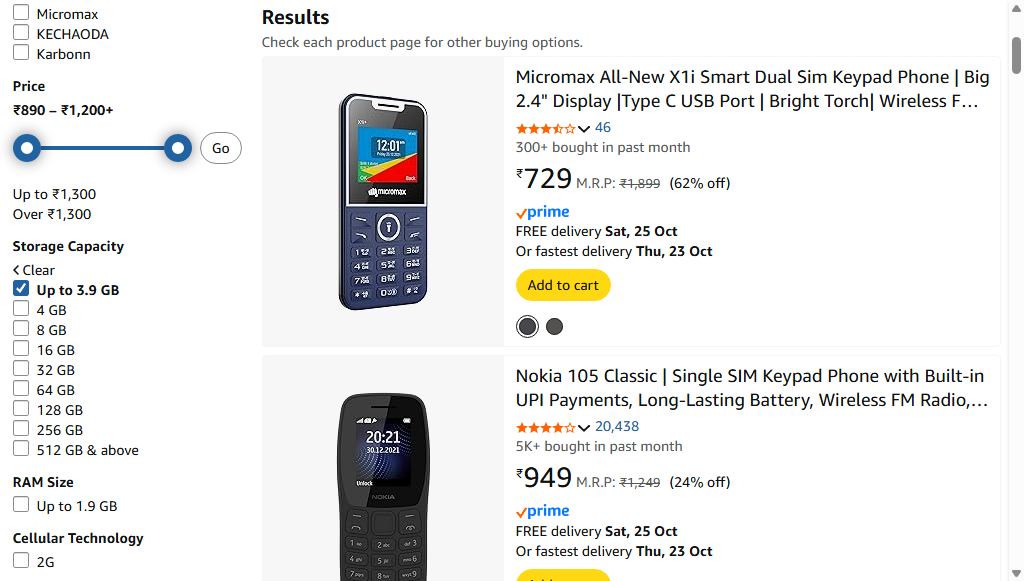 Micromax
KECHAODA
Karbonn
Price
₹890 – ₹1,200+
Go
Up to ₹1,300
Over ₹1,300
Storage Capacity
Clear
Up to 3.9 GB
4 GB
8 GB
16 GB
32 GB
64 GB
128 GB
256 GB
512 GB & above
RAM Size
Up to 1.9 GB
Cellular Technology
2G
Results
Check each product page for other buying options.
12:01
micromax
Micromax All-New X1i Smart Dual Sim Keypad Phone | Big
2.4" Display |Type C USB Port | Bright Torch| Wireless F…
46
300+ bought in past month
₹729 M.R.P: ₹1,899 (62% off)
prime
FREE delivery Sat, 25 Oct
Or fastest delivery Thu, 23 Oct
Add to cart
20:21
30.12.2021
Unlock
NOKIA
Nokia 105 Classic | Single SIM Keypad Phone with Built-in
UPI Payments, Long-Lasting Battery, Wireless FM Radio,…
20,438
5K+ bought in past month
₹949 M.R.P: ₹1,249 (24% off)
prime
FREE delivery Sat, 25 Oct
Or fastest delivery Thu, 23 Oct